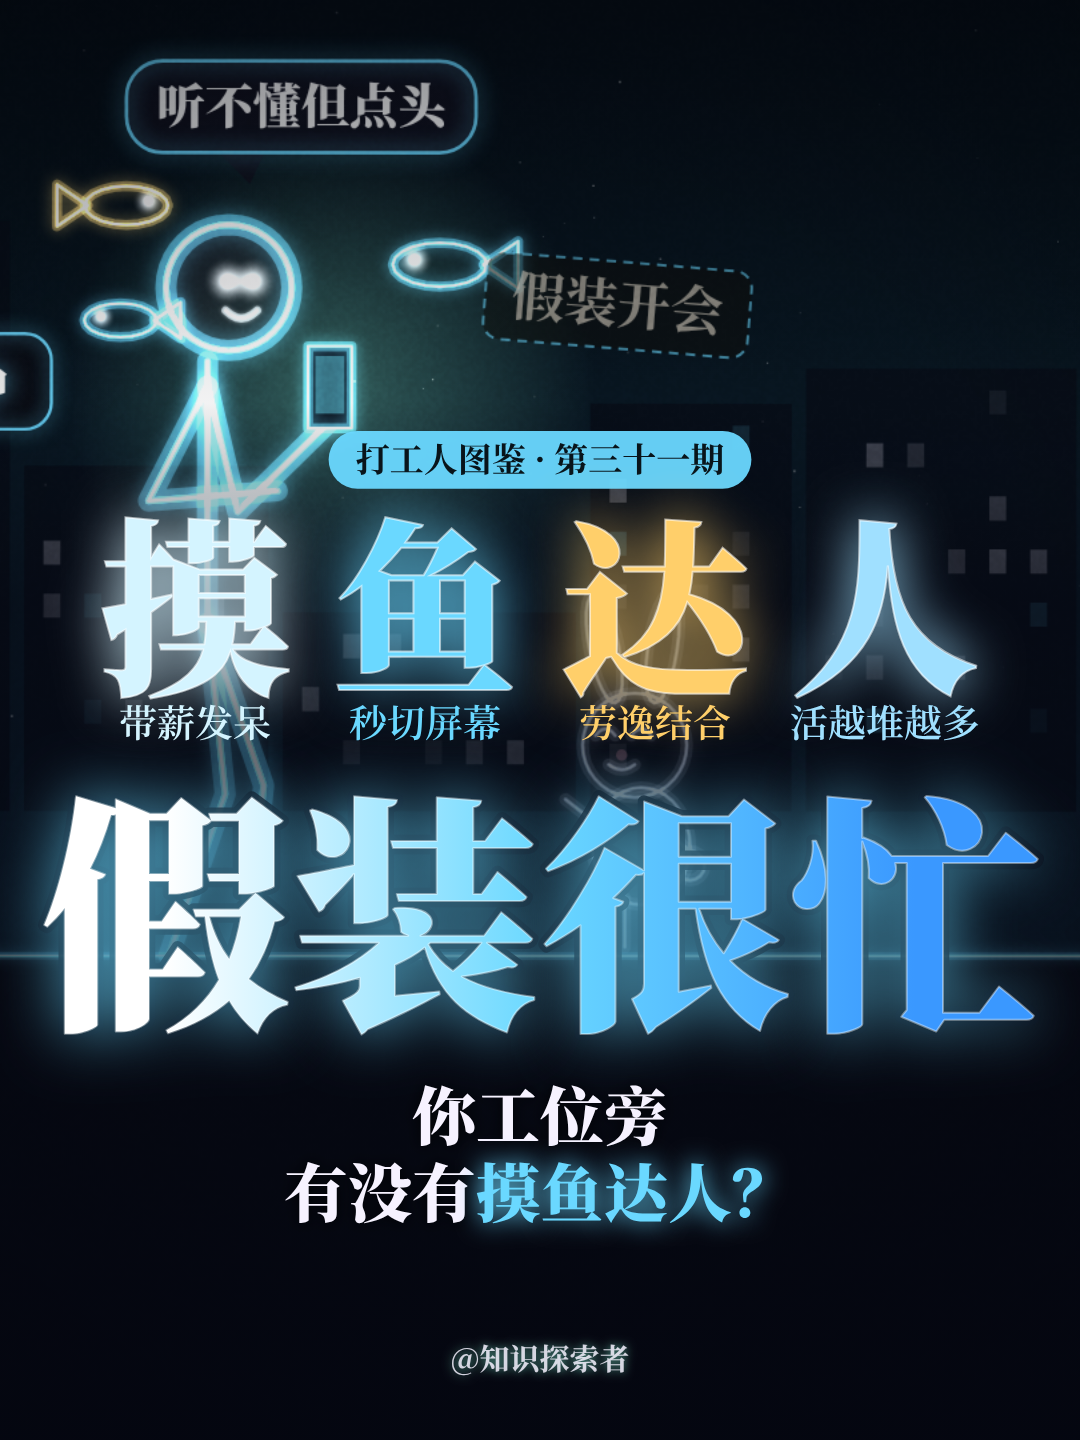 听不懂但点头
假装开会
打工人图鉴·第三十一期
摸鱼达人
带薪发呆 秒切屏幕 劳逸结合 活越堆越多
假装很忙
你工位旁
有没有摸鱼达人?
@知识探索者